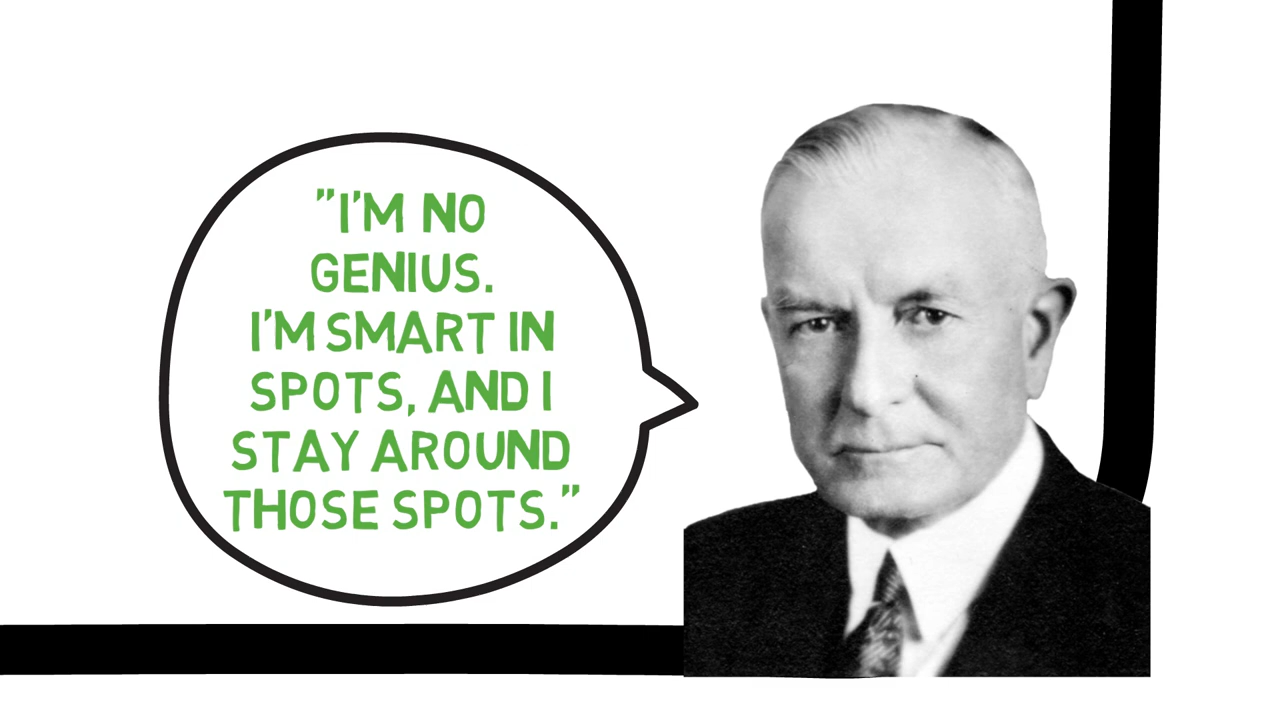 "I'M NO
GENIUS.
I'M SMART IN
SPOTS, AND I
STAY AROUND
THOSE SPOTS."